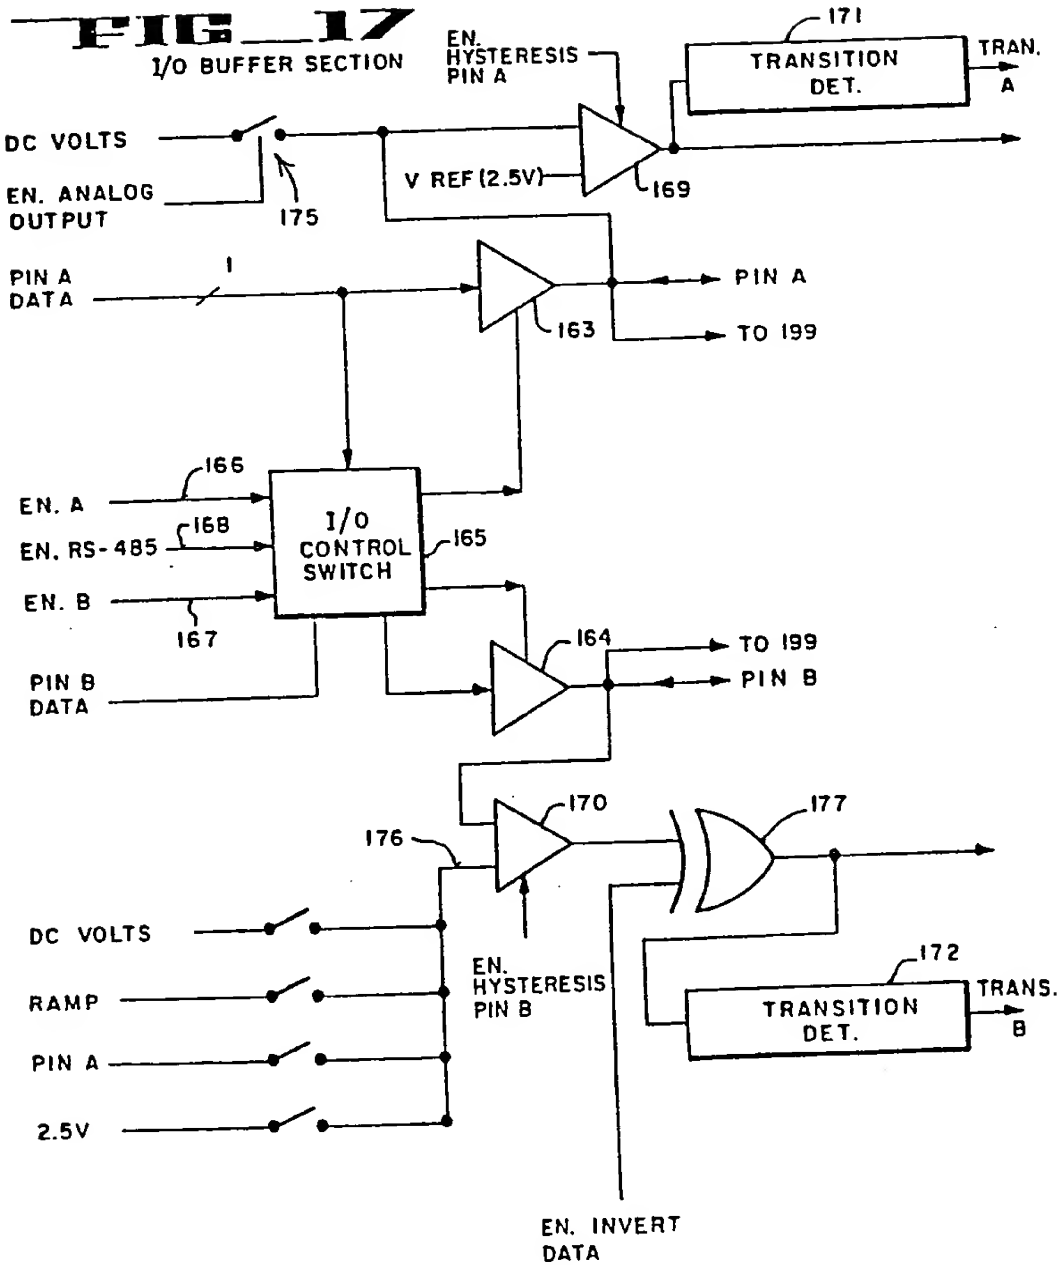 FIG_17
I/O BUFFER SECTION
EN.
HYSTERESIS
PIN A
171
TRANSITION
DET.
TRAN.
A
DC VOLTS
EN. ANALOG
OUTPUT
175
V REF (2.5V)
169
PIN A
DATA
1
163
PIN A
TO 199
EN. A
166
EN. RS-485
168
EN. B
167
I/O
CONTROL
SWITCH
165
PIN B
DATA
164
TO 199
PIN B
170
176
177
DC VOLTS
RAMP
PIN A
2.5V
EN.
HYSTERESIS
PIN B
172
TRANSITION
DET.
TRANS.
B
EN. INVERT
DATA